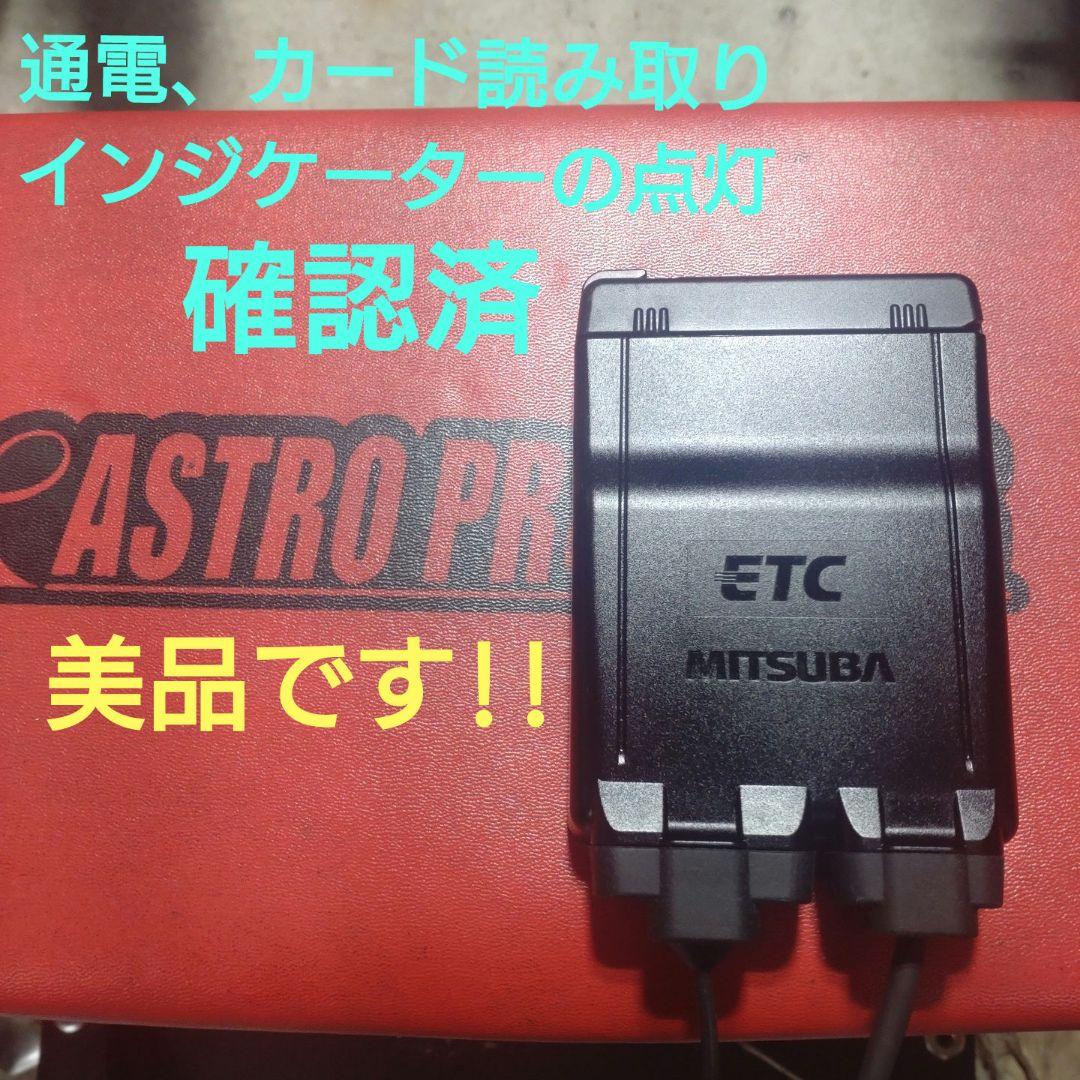 通電、カード読み取り
インジケーターの点灯
確認済
ASTRO PR
美品です!!
ETC
MITSUBA